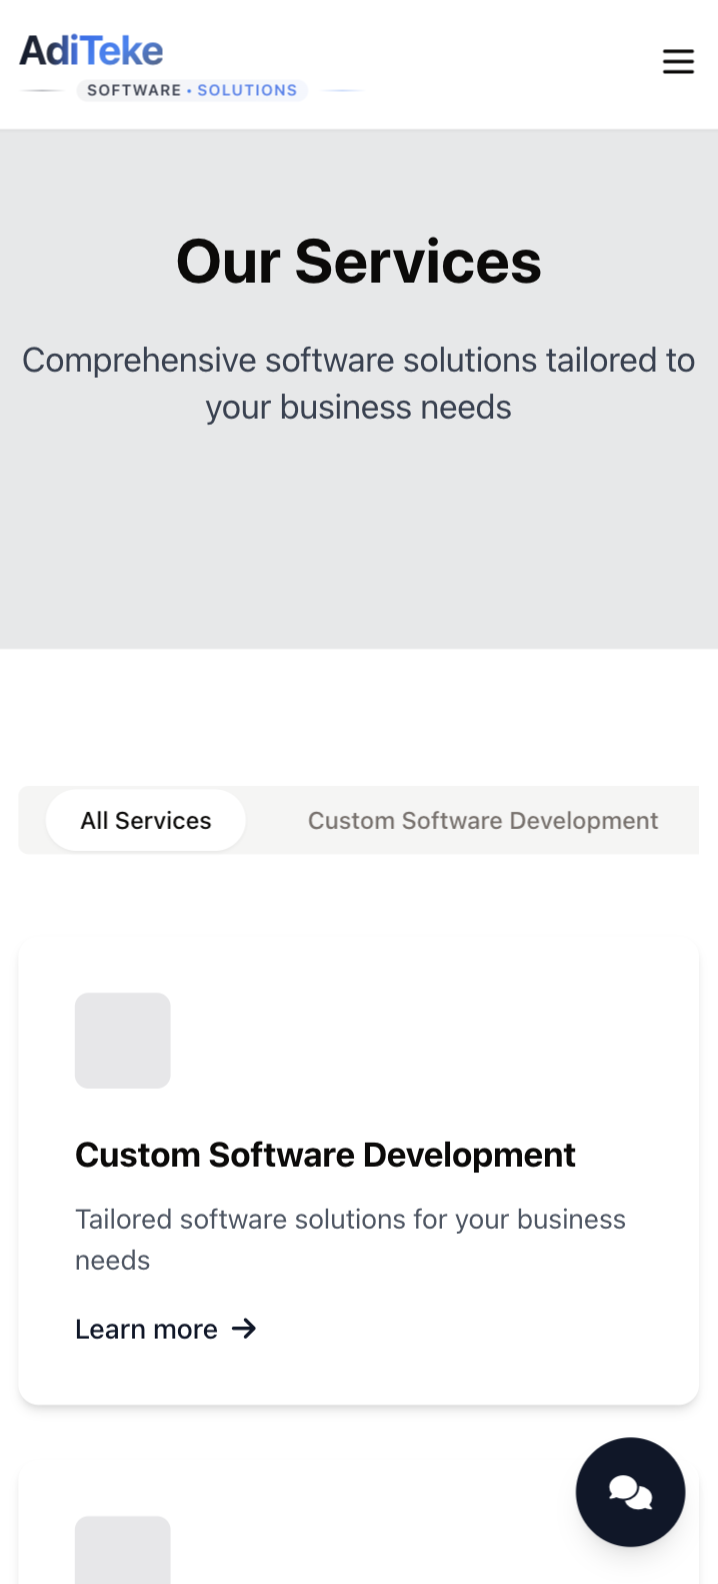 AdiTeke
SOFTWARE • SOLUTIONS
Our Services
Comprehensive software solutions tailored to
your business needs
All Services
Custom Software Development
Custom Software Development
Tailored software solutions for your business
needs
Learn more →